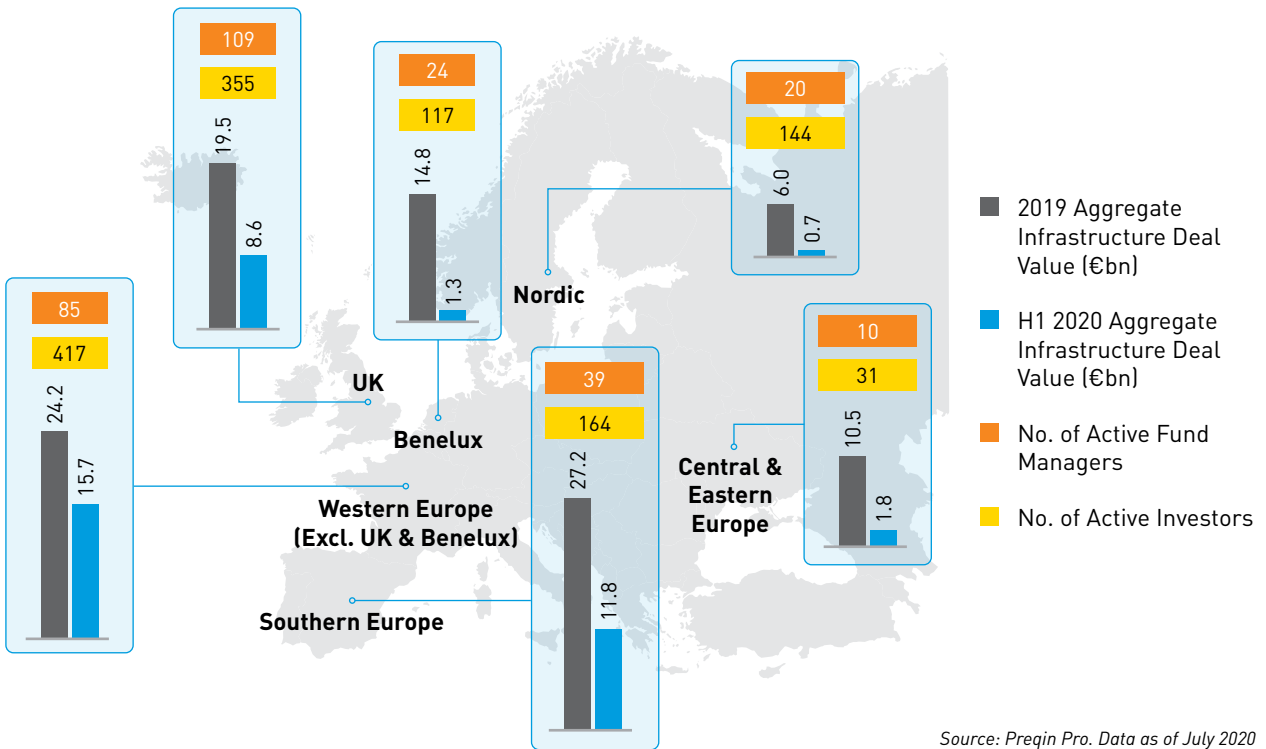 109
355
19.5
8.6
24
117
14.8
1.3
20
144
6.0
0.7
85
417
24.2
15.7
39
164
27.2
11.8
10
31
10.5
1.8
Nordic
UK
Benelux
Western Europe
(Excl. UK & Benelux)
Southern Europe
Central &
Eastern
Europe
2019 Aggregate
Infrastructure Deal
Value (€bn)
H1 2020 Aggregate
Infrastructure Deal
Value (€bn)
No. of Active Fund
Managers
No. of Active Investors
Source: Preqin Pro. Data as of July 2020